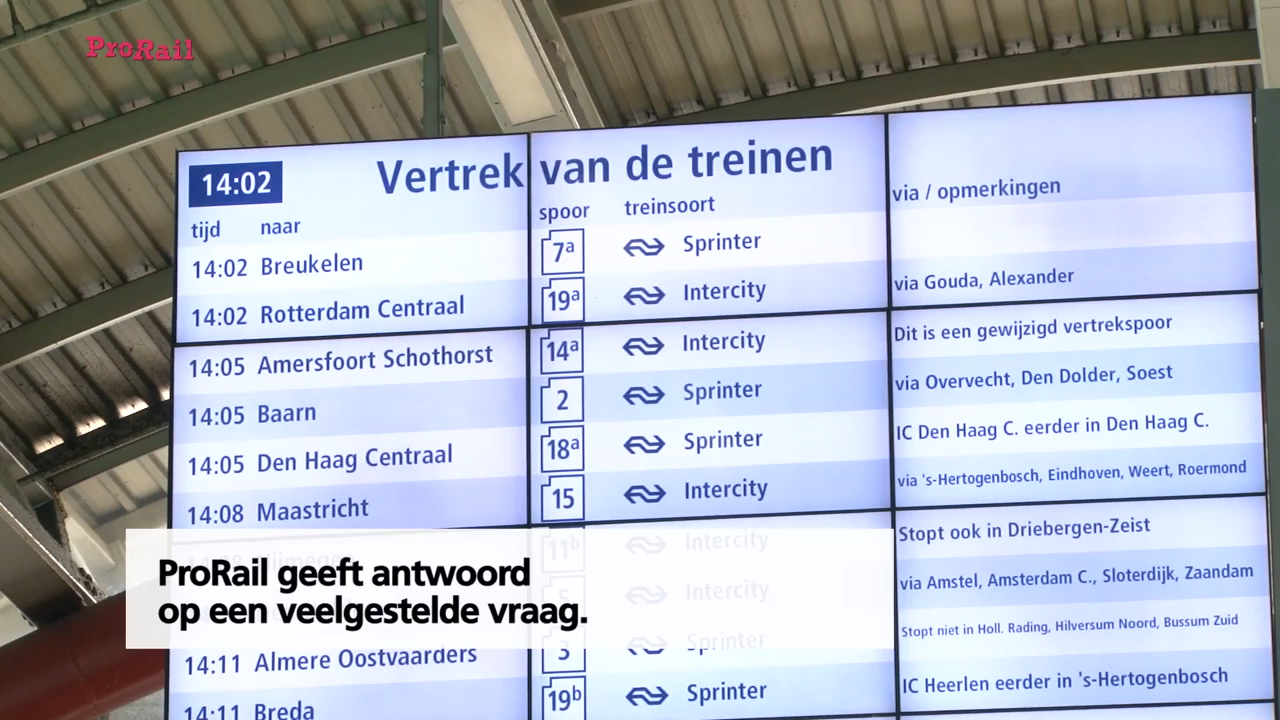 ProRail
14:02 Vertrek van de treinen
tijd naar spoor treinsoort via / opmerkingen
14:02 Breukelen 7a Sprinter
14:02 Rotterdam Centraal 19a Intercity via Gouda, Alexander
14:05 Amersfoort Schothorst 14a Intercity Dit is een gewijzigd vertrekspoor
14:05 Baarn 2 Sprinter via Overvecht, Den Dolder, Soest
14:05 Den Haag Centraal 18a Sprinter IC Den Haag C. eerder in Den Haag C.
14:08 Maastricht 15 Intercity via 's-Hertogenbosch, Eindhoven, Weert, Roermond
14:08 Nijmegen 11b Intercity Stopt ook in Driebergen-Zeist
5 Intercity via Amstel, Amsterdam C., Sloterdijk, Zaandam
3 Sprinter Stopt niet in Holl. Rading, Hilversum Noord, Bussum Zuid
14:11 Almere Oostvaarders 19b Sprinter IC Heerlen eerder in 's-Hertogenbosch
14:11 Breda
ProRail geeft antwoord
op een veelgestelde vraag.